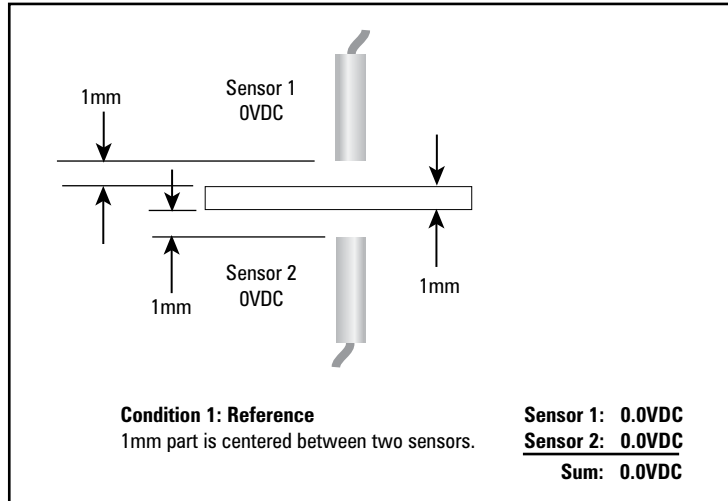 Sensor 1
0VDC
1mm
Sensor 2
0VDC
1mm
1mm
Condition 1: Reference
1mm part is centered between two sensors.
Sensor 1: 0.0VDC
Sensor 2: 0.0VDC
Sum: 0.0VDC